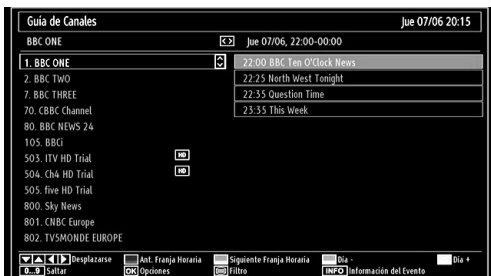 Guía de Canales Jue 07/06 20:15
BBC ONE Jue 07/06, 22:00-00:00
1. BBC ONE 22:00 BBC Ten O'Clock News
2. BBC TWO 22:25 North West Tonight
7. BBC THREE 22:35 Question Time
70. CBBC Channel 23:35 This Week
80. BBC NEWS 24
105. BBCi
503. ITV HD Trial HD
504. Ch4 HD Trial HD
505. five HD Trial
800. Sky News
801. CNBC Europe
802. TV5MONDE EUROPE
Desplazarse Ant. Franja Horaria Siguiente Franja Horaria Día - Día +
0...9 Saltar OK Opciones Filtro INFO Información del Evento